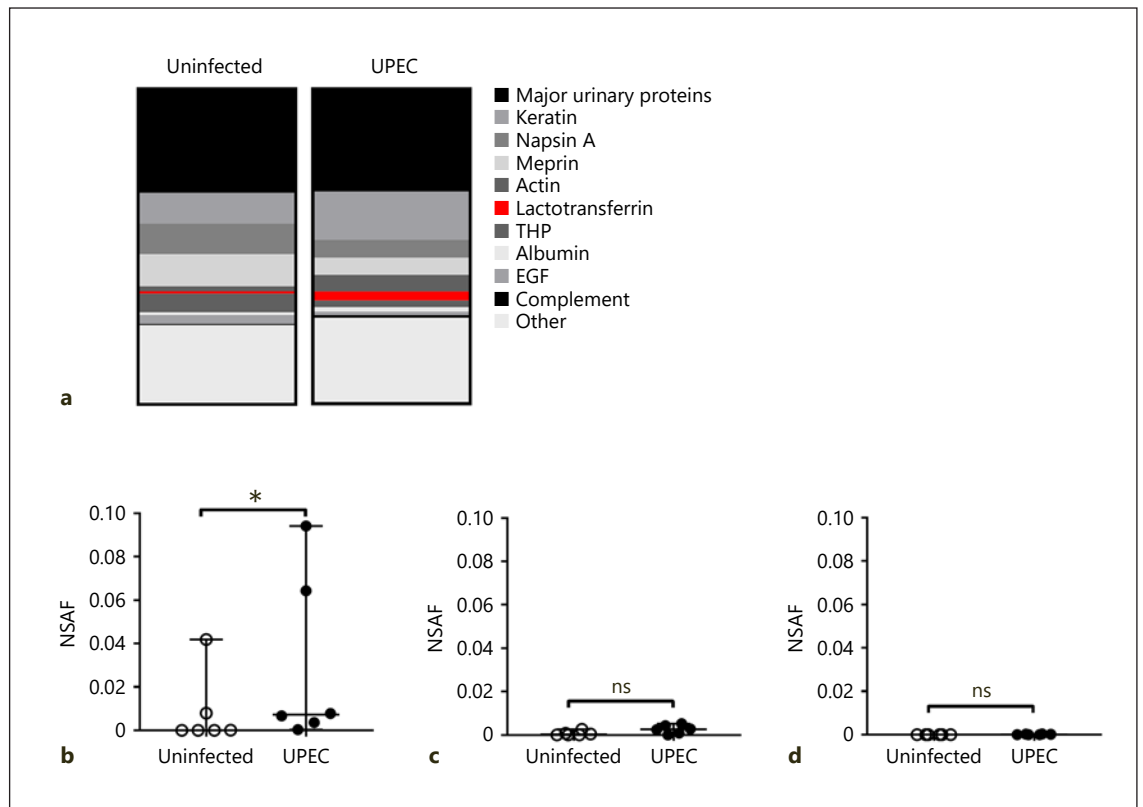 Uninfected UPEC
Major urinary proteins
Keratin
Napsin A
Meprin
Actin
Lactotransferrin
THP
Albumin
EGF
Complement
Other
a
*
0.10
0.08
0.06
0.04
0.02
0
NSAF
Uninfected UPEC
b
ns
0.10
0.08
0.06
0.04
0.02
0
NSAF
Uninfected UPEC
c
ns
0.10
0.08
0.06
0.04
0.02
0
NSAF
Uninfected UPEC
d